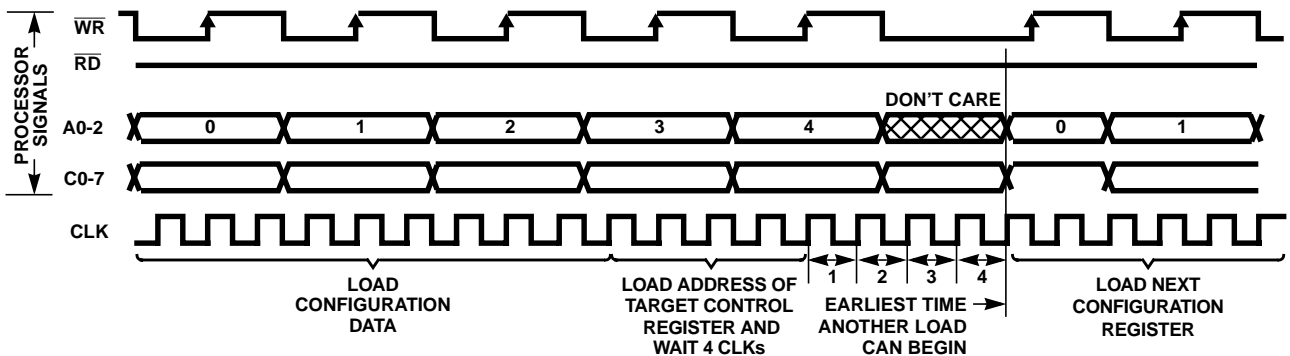 PROCESSOR
SIGNALS
WR
RD
DON'T CARE
A0-2
0
1
2
3
4
0
1
C0-7
CLK
1
2
3
4
LOAD
CONFIGURATION
DATA
LOAD ADDRESS OF
TARGET CONTROL
REGISTER AND
WAIT 4 CLKs
EARLIEST TIME
ANOTHER LOAD
CAN BEGIN
LOAD NEXT
CONFIGURATION
REGISTER